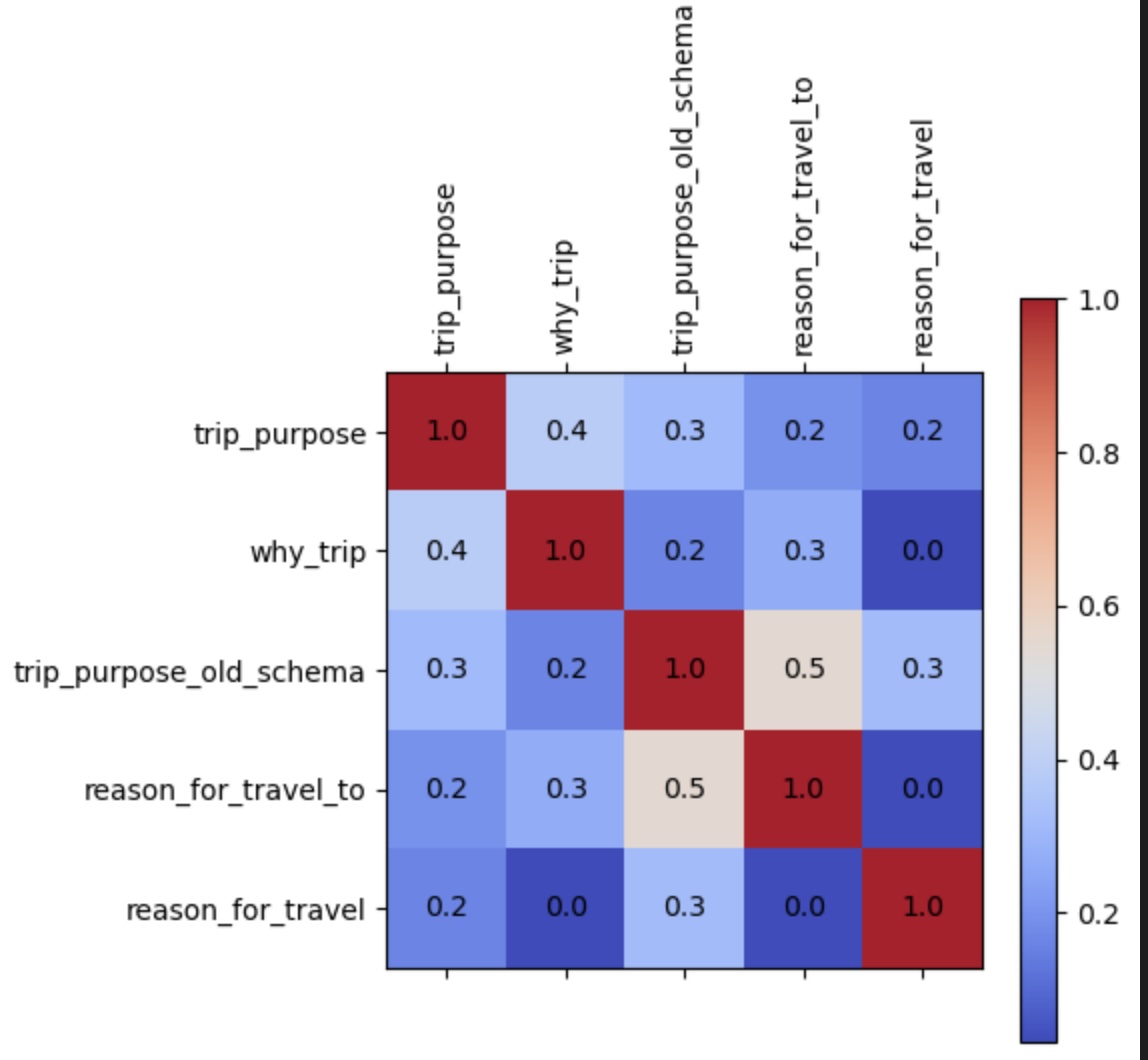 trip_purpose
why_trip
trip_purpose_old_schema
reason_for_travel_to
reason_for_travel
trip_purpose 1.0 0.4 0.3 0.2 0.2
why_trip 0.4 1.0 0.2 0.3 0.0
trip_purpose_old_schema 0.3 0.2 1.0 0.5 0.3
reason_for_travel_to 0.2 0.3 0.5 1.0 0.0
reason_for_travel 0.2 0.0 0.3 0.0 1.0
1.0
0.8
0.6
0.4
0.2